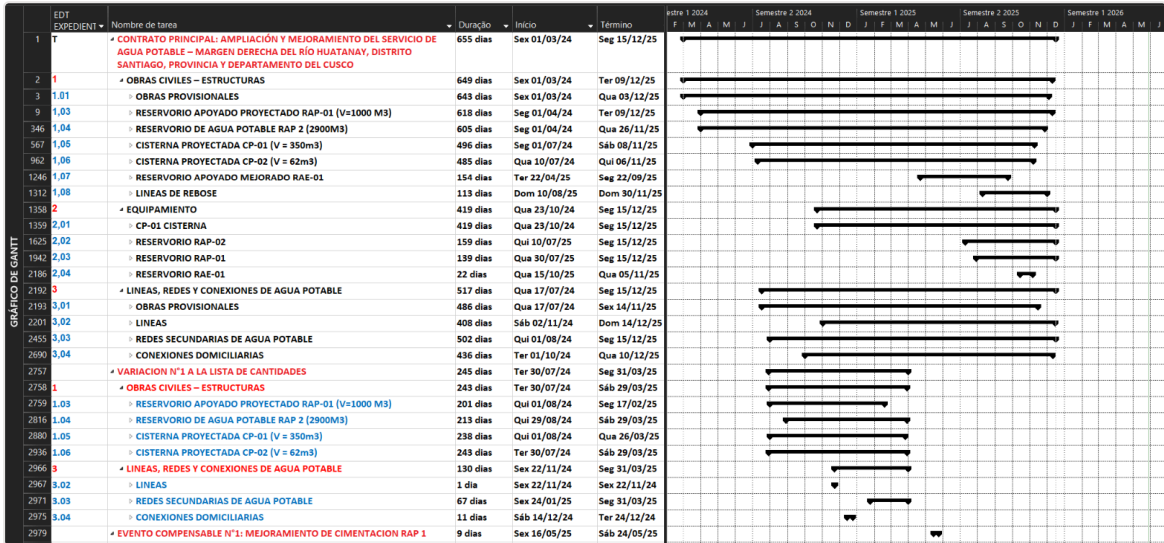 EDT EXPEDIENT Nombre de tarea Duração Início Término
estre 1 2024 Semestre 2 2024 Semestre 1 2025 Semestre 2 2025 Semestre 1 2026
F M A M J J A S O N D J F M A M J J A S O N D J F M A M J J
GRÁFICO DE GANTT
1 T CONTRATO PRINCIPAL: AMPLIACIÓN Y MEJORAMIENTO DEL SERVICIO DE 655 dias Sex 01/03/24 Seg 15/12/25
AGUA POTABLE – MARGEN DERECHA DEL RÍO HUATANAY, DISTRITO
SANTIAGO, PROVINCIA Y DEPARTAMENTO DEL CUSCO
2 1 OBRAS CIVILES – ESTRUCTURAS 649 dias Sex 01/03/24 Ter 09/12/25
3 1.01 OBRAS PROVISIONALES 643 dias Sex 01/03/24 Qua 03/12/25
9 1,03 RESERVORIO APOYADO PROYECTADO RAP-01 (V=1000 M3) 618 dias Seg 01/04/24 Ter 09/12/25
346 1,04 RESERVORIO DE AGUA POTABLE RAP 2 (2900M3) 605 dias Seg 01/04/24 Qua 26/11/25
567 1,05 CISTERNA PROYECTADA CP-01 (V = 350m3) 496 dias Seg 01/07/24 Sáb 08/11/25
962 1,06 CISTERNA PROYECTADA CP-02 (V = 62m3) 485 dias Qua 10/07/24 Qui 06/11/25
1246 1,07 RESERVORIO APOYADO MEJORADO RAE-01 154 dias Ter 22/04/25 Seg 22/09/25
1312 1,08 LINEAS DE REBOSE 113 dias Dom 10/08/25 Dom 30/11/25
1358 2 EQUIPAMIENTO 419 dias Qua 23/10/24 Seg 15/12/25
1359 2,01 CP-01 CISTERNA 419 dias Qua 23/10/24 Seg 15/12/25
1625 2,02 RESERVORIO RAP-02 159 dias Qui 10/07/25 Seg 15/12/25
1942 2,03 RESERVORIO RAP-01 139 dias Qua 30/07/25 Seg 15/12/25
2186 2,04 RESERVORIO RAE-01 22 dias Qua 15/10/25 Qua 05/11/25
2192 3 LINEAS, REDES Y CONEXIONES DE AGUA POTABLE 517 dias Qua 17/07/24 Seg 15/12/25
2193 3,01 OBRAS PROVISIONALES 486 dias Qua 17/07/24 Sex 14/11/25
2201 3,02 LINEAS 408 dias Sáb 02/11/24 Dom 14/12/25
2455 3,03 REDES SECUNDARIAS DE AGUA POTABLE 502 dias Qui 01/08/24 Seg 15/12/25
2690 3,04 CONEXIONES DOMICILIARIAS 436 dias Ter 01/10/24 Qua 10/12/25
2757 VARIACION N°1 A LA LISTA DE CANTIDADES 245 dias Ter 30/07/24 Seg 31/03/25
2758 1 OBRAS CIVILES – ESTRUCTURAS 243 dias Ter 30/07/24 Sáb 29/03/25
2759 1.03 RESERVORIO APOYADO PROYECTADO RAP-01 (V=1000 M3) 201 dias Qui 01/08/24 Seg 17/02/25
2816 1.04 RESERVORIO DE AGUA POTABLE RAP 2 (2900M3) 213 dias Qui 29/08/24 Sáb 29/03/25
2880 1.05 CISTERNA PROYECTADA CP-01 (V = 350m3) 238 dias Qui 01/08/24 Qua 26/03/25
2936 1.06 CISTERNA PROYECTADA CP-02 (V = 62m3) 243 dias Ter 30/07/24 Sáb 29/03/25
2966 3 LINEAS, REDES Y CONEXIONES DE AGUA POTABLE 130 dias Sex 22/11/24 Seg 31/03/25
2967 3.02 LINEAS 1 dia Sex 22/11/24 Sex 22/11/24
2971 3.03 REDES SECUNDARIAS DE AGUA POTABLE 67 dias Sex 24/01/25 Seg 31/03/25
2975 3.04 CONEXIONES DOMICILIARIAS 11 dias Sáb 14/12/24 Ter 24/12/24
2979 EVENTO COMPENSABLE N°1: MEJORAMIENTO DE CIMENTACION RAP 1 9 dias Sex 16/05/25 Sáb 24/05/25